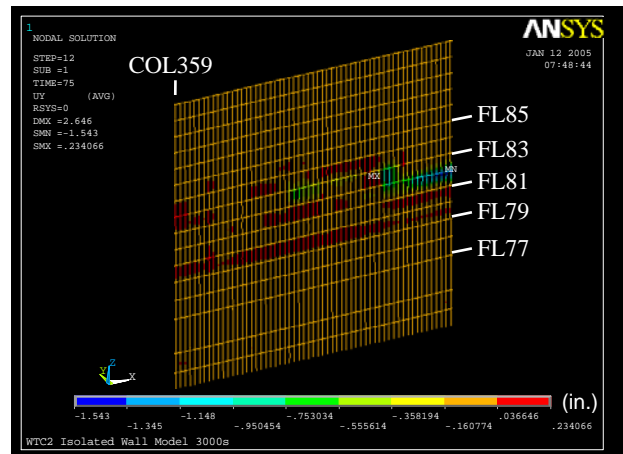 1
NODAL SOLUTION
STEP=12
SUB =1
TIME=75
UY (AVG)
RSYS=0
DMX =2.646
SMN =-1.543
SMX =.234066
ANSYS
JAN 12 2005
07:48:44
COL359
FL85
FL83
MX
MN
FL81
FL79
FL77
Z
Y
X
(in.)
-1.543 -1.148 -.753034 -.358194 .036646
-1.345 -.950454 -.555614 -.160774 .234066
WTC2 Isolated Wall Model 3000s